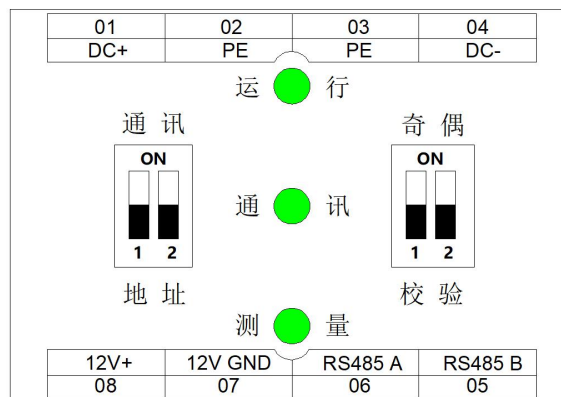 01 02 03 04
DC+ PE PE DC-
运 行
通 讯 奇 偶
ON ON
通 讯
1 2 1 2
地 址 校 验
测 量
12V+ 12V GND RS485 A RS485 B
08 07 06 05